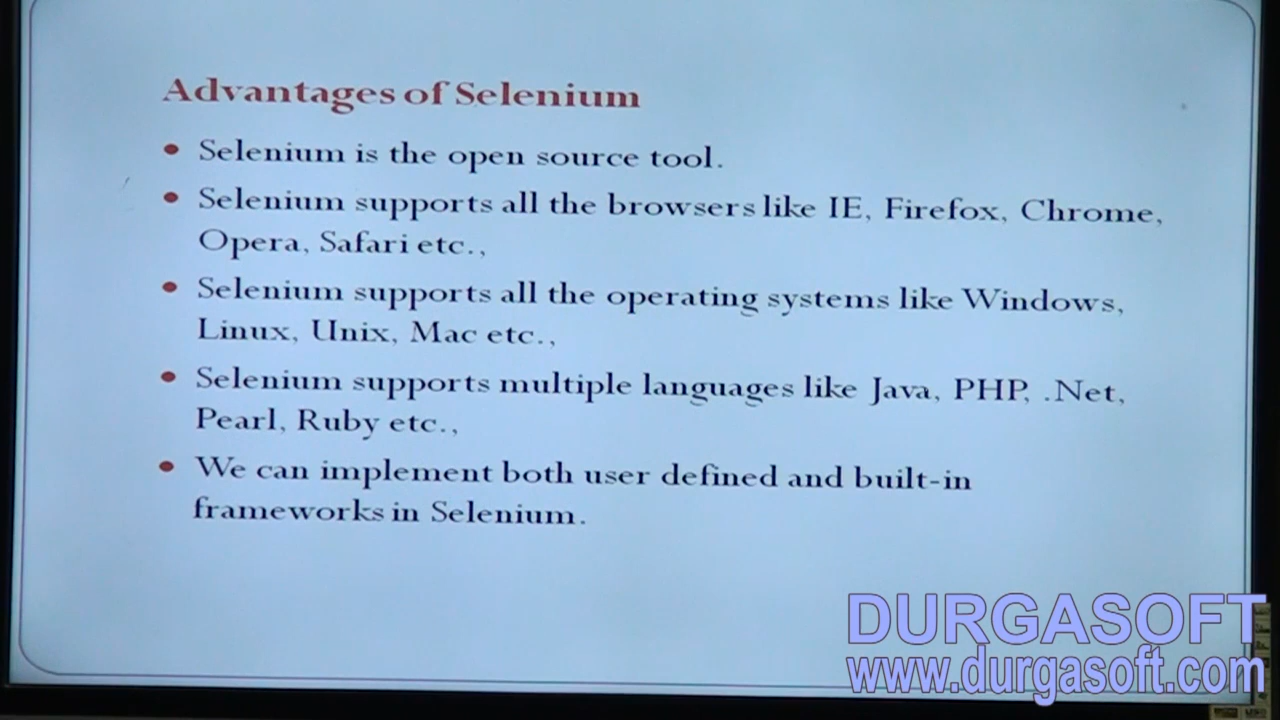 Advantages of Selenium
• Selenium is the open source tool.
• Selenium supports all the browsers like IE, Firefox, Chrome,
Opera, Safari etc.,
• Selenium supports all the operating systems like Windows,
Linux, Unix, Mac etc.,
• Selenium supports multiple languages like Java, PHP, .Net,
Pearl, Ruby etc.,
• We can implement both user defined and built-in
frameworks in Selenium.
DURGASOFT
www.durgasoft.com